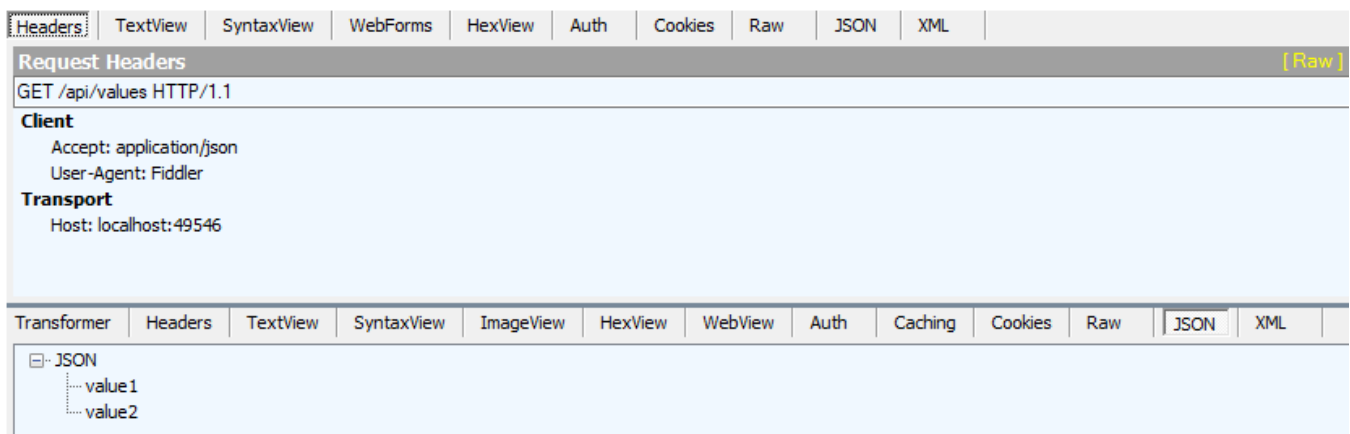 Headers TextView SyntaxView WebForms HexView Auth Cookies Raw JSON XML
Request Headers [ Raw ]
GET /api/values HTTP/1.1
Client
Accept: application/json
User-Agent: Fiddler
Transport
Host: localhost:49546
Transformer Headers TextView SyntaxView ImageView HexView WebView Auth Caching Cookies Raw JSON XML
JSON
value1
value2